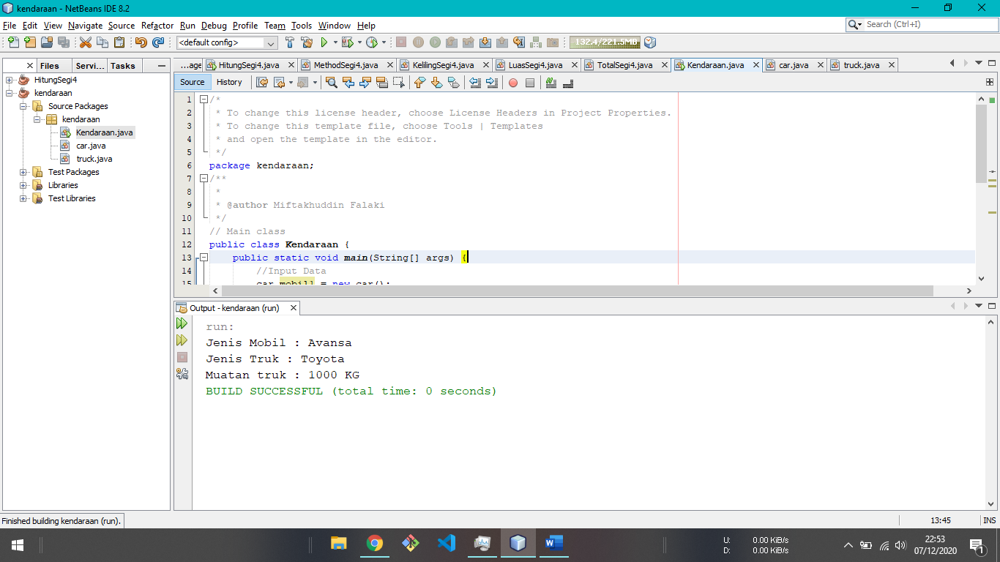 kendaraan - NetBeans IDE 8.2
File Edit View Navigate Source Refactor Run Debug Profile Team Tools Window Help
Search (Ctrl+I)
<default config>
132.4/221.5MB
Files Servi... Tasks
...age HitungSegi4.java MethodSegi4.java KelilingSegi4.java LuasSegi4.java TotalSegi4.java Kendaraan.java car.java truck.java
HitungSegi4
kendaraan
Source Packages
kendaraan
Kendaraan.java
car.java
truck.java
Test Packages
Libraries
Test Libraries
Source History
1 /*
2 * To change this license header, choose License Headers in Project Properties.
3 * To change this template file, choose Tools | Templates
4 * and open the template in the editor.
5 */
6 package kendaraan;
7 /**
8 *
9 * @author Miftakhuddin Falaki
10 */
11 // Main class
12 public class Kendaraan {
13 public static void main(String[] args) {
14 //Input Data
15 car mobil1 = new car();
Output - kendaraan (run)
run:
Jenis Mobil : Avansa
Jenis Truk : Toyota
Muatan truk : 1000 KG
BUILD SUCCESSFUL (total time: 0 seconds)
Finished building kendaraan (run).
13:45 INS
U: 0.00 KiB/s
D: 0.00 KiB/s
22:53
07/12/2020
1